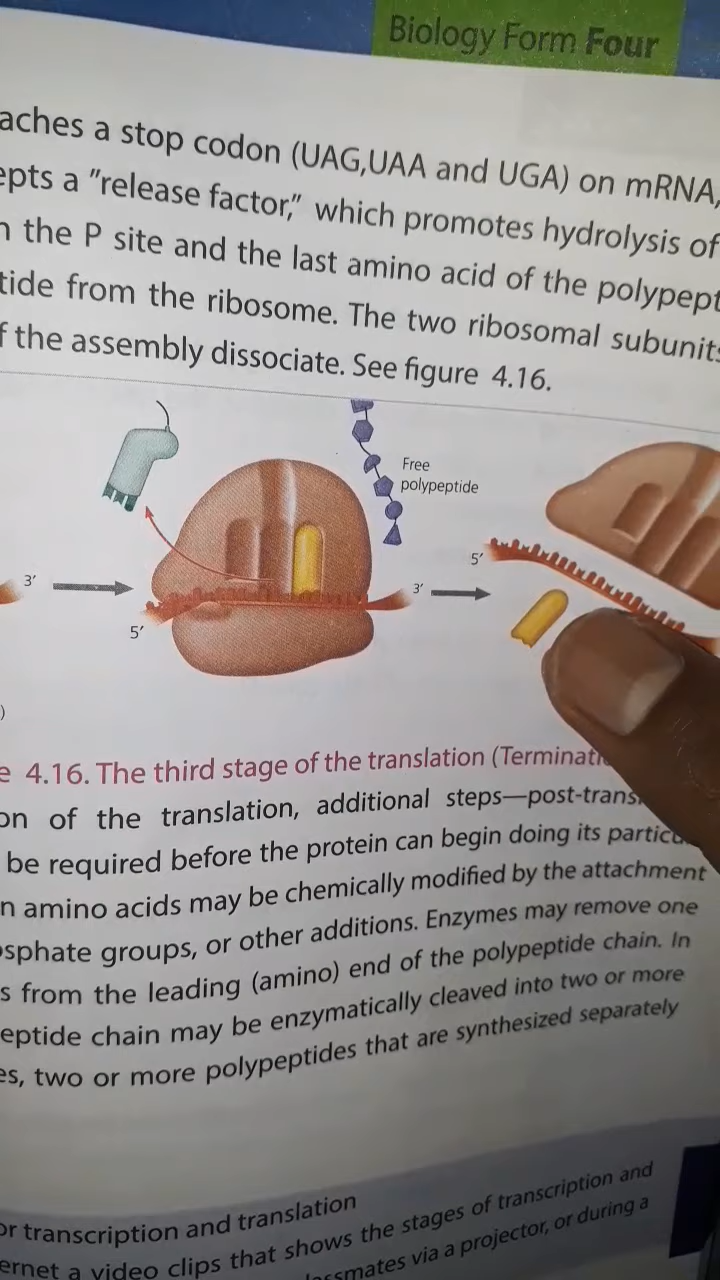 Biology Form Four
aches a stop codon (UAG,UAA and UGA) on mRNA,
epts a "release factor," which promotes hydrolysis of
the P site and the last amino acid of the polypept
tide from the ribosome. The two ribosomal subunits
f the assembly dissociate. See figure 4.16.
Free
polypeptide
5'
3'
3'
5'
)
e 4.16. The third stage of the translation (Terminati
on of the translation, additional steps—post-trans
be required before the protein can begin doing its particu
n amino acids may be chemically modified by the attachment
osphate groups, or other additions. Enzymes may remove one
s from the leading (amino) end of the polypeptide chain. In
eptide chain may be enzymatically cleaved into two or more
es, two or more polypeptides that are synthesized separately
or transcription and translation
ernet a video clips that shows the stages of transcription and
assmates via a projector, or during a